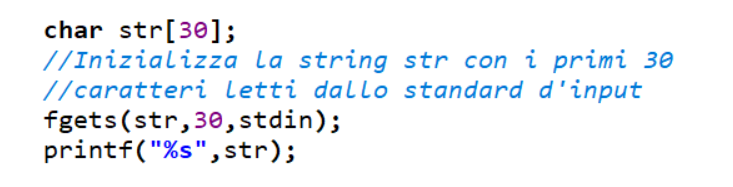 char str[30];
//Inizializza la string str con i primi 30
//caratteri letti dallo standard d'input
fgets(str,30,stdin);
printf("%s",str);